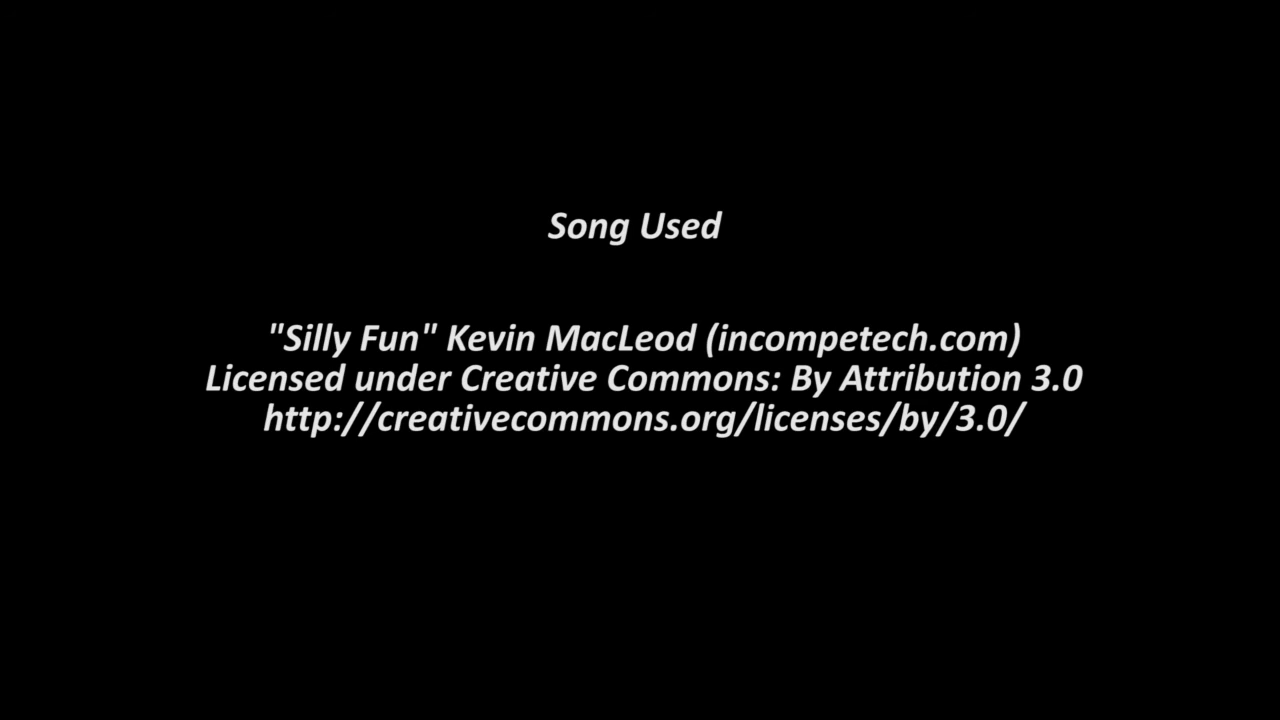 Song Used
"Silly Fun" Kevin MacLeod (incompetech.com)
Licensed under Creative Commons: By Attribution 3.0
http://creativecommons.org/licenses/by/3.0/